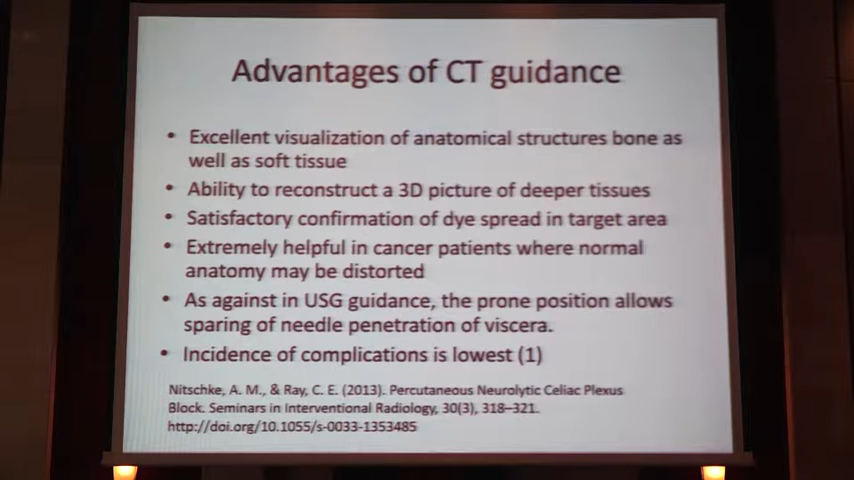 Advantages of CT guidance
• Excellent visualization of anatomical structures bone as
well as soft tissue
• Ability to reconstruct a 3D picture of deeper tissues
• Satisfactory confirmation of dye spread in target area
• Extremely helpful in cancer patients where normal
anatomy may be distorted
• As against in USG guidance, the prone position allows
sparing of needle penetration of viscera.
• Incidence of complications is lowest (1)
Nitschke, A. M., & Ray, C. E. (2013). Percutaneous Neurolytic Celiac Plexus
Block. Seminars in Interventional Radiology, 30(3), 318–321.
http://doi.org/10.1055/s-0033-1353485